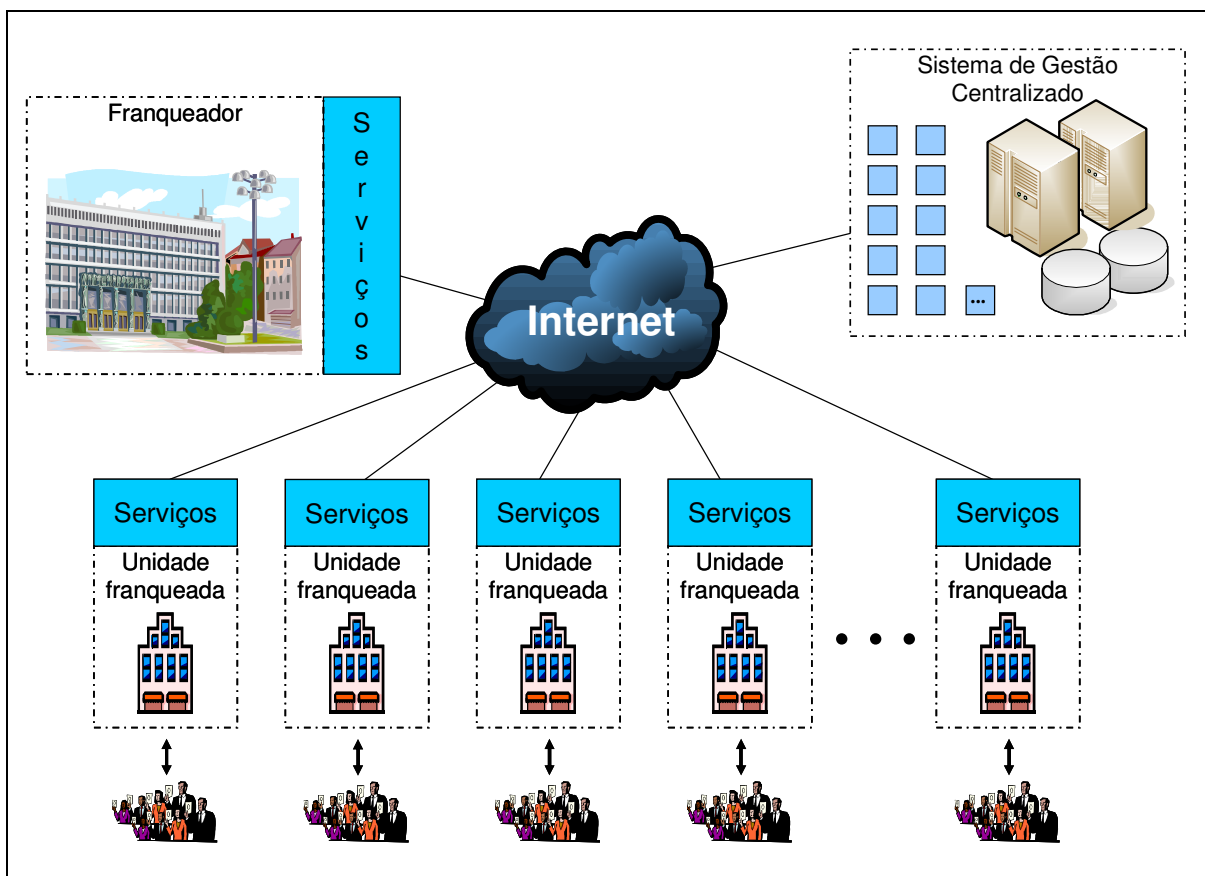 Franqueador
Serviços
Sistema de Gestão
Centralizado
...
Internet
Serviços
Serviços
Serviços
Serviços
Serviços
Unidade
franqueada
Unidade
franqueada
Unidade
franqueada
Unidade
franqueada
Unidade
franqueada